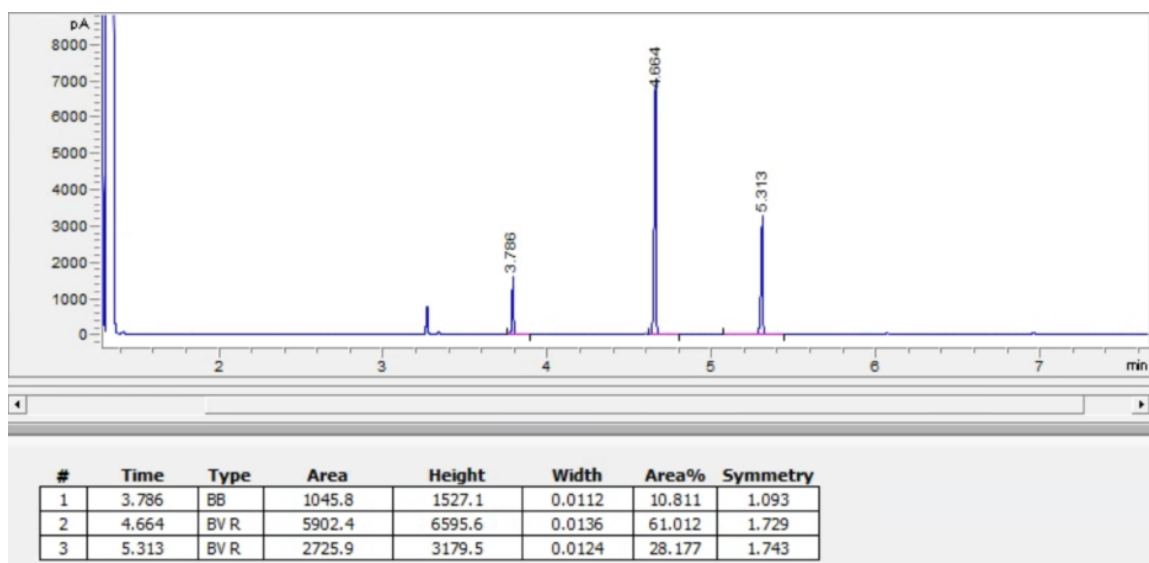 pA
8000
7000
6000
5000
4000
3000
2000
1000
0
3.786
4.664
5.313
2 3 4 5 6 7 min
# Time Type Area Height Width Area% Symmetry
1 3.786 BB 1045.8 1527.1 0.0112 10.811 1.093
2 4.664 BV R 5902.4 6595.6 0.0136 61.012 1.729
3 5.313 BV R 2725.9 3179.5 0.0124 28.177 1.743